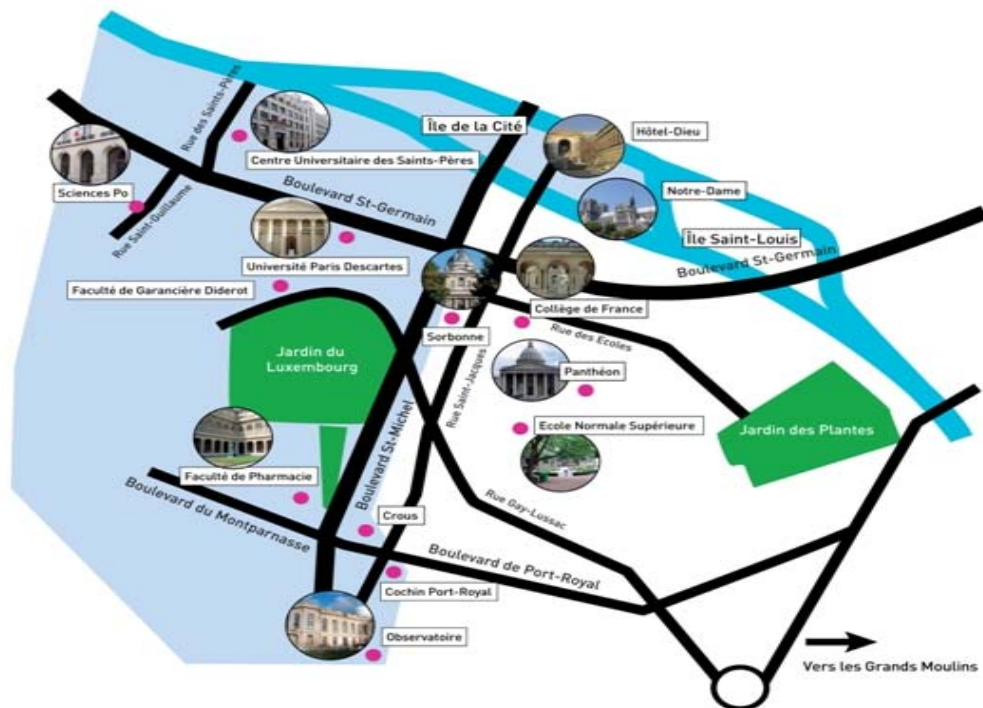 Rue des Saints-Pères
Île de la Cité
Hôtel-Dieu
Centre Universitaire des Saints-Pères
Sciences Po
Notre-Dame
Boulevard St-Germain
Rue Saint-Guillaume
Île Saint-Louis
Boulevard St-Germain
Université Paris Descartes
Faculté de Garancière Diderot
Collège de France
Sorbonne
Rue des Ecoles
Jardin du
Luxembourg
Rue Saint-Jacques
Panthéon
Ecole Normale Supérieure
Jardin des Plantes
Boulevard St-Michel
Faculté de Pharmacie
Boulevard du Montparnasse
Crous
Rue Gay-Lussac
Boulevard de Port-Royal
Cochin Port-Royal
Observatoire
Vers les Grands Moulins